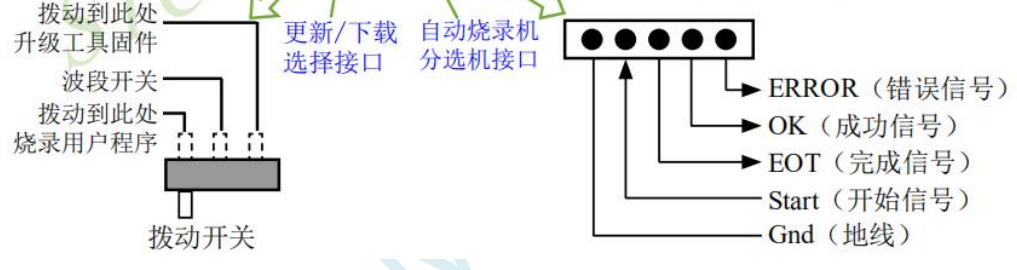 拨动到此处
升级工具固件
波段开关
拨动到此处
烧录用户程序
拨动开关
更新/下载
选择接口
自动烧录机
分选机接口
ERROR（错误信号）
OK（成功信号）
EOT（完成信号）
Start（开始信号）
Gnd（地线）